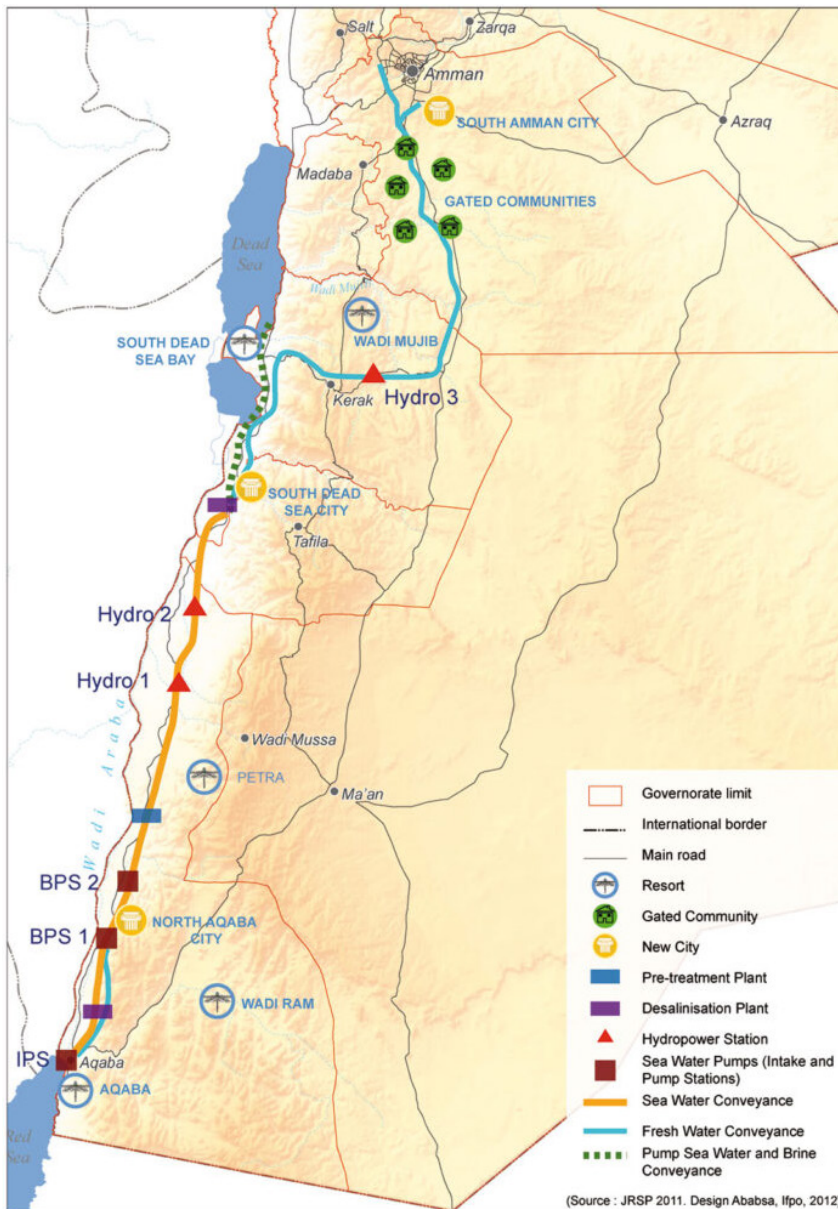 Salt
Zarqa
Amman
SOUTH AMMAN CITY
Azraq
Madaba
GATED COMMUNITIES
Dead
Sea
Wadi Mujib
SOUTH DEAD
SEA BAY
WADI MUJIB
Kerak
Hydro 3
SOUTH DEAD
SEA CITY
Tafila
Hydro 2
Hydro 1
Wadi Araba
Wadi Mussa
PETRA
Ma'an
BPS 2
NORTH AQABA
CITY
BPS 1
WADI RAM
IPS
Aqaba
AQABA
Red
Sea
Governorate limit
International border
Main road
Resort
Gated Community
New City
Pre-treatment Plant
Desalinisation Plant
Hydropower Station
Sea Water Pumps (Intake and
Pump Stations)
Sea Water Conveyance
Fresh Water Conveyance
Pump Sea Water and Brine
Conveyance
(Source : JRSP 2011. Design Ababsa, Ifpo, 2012)